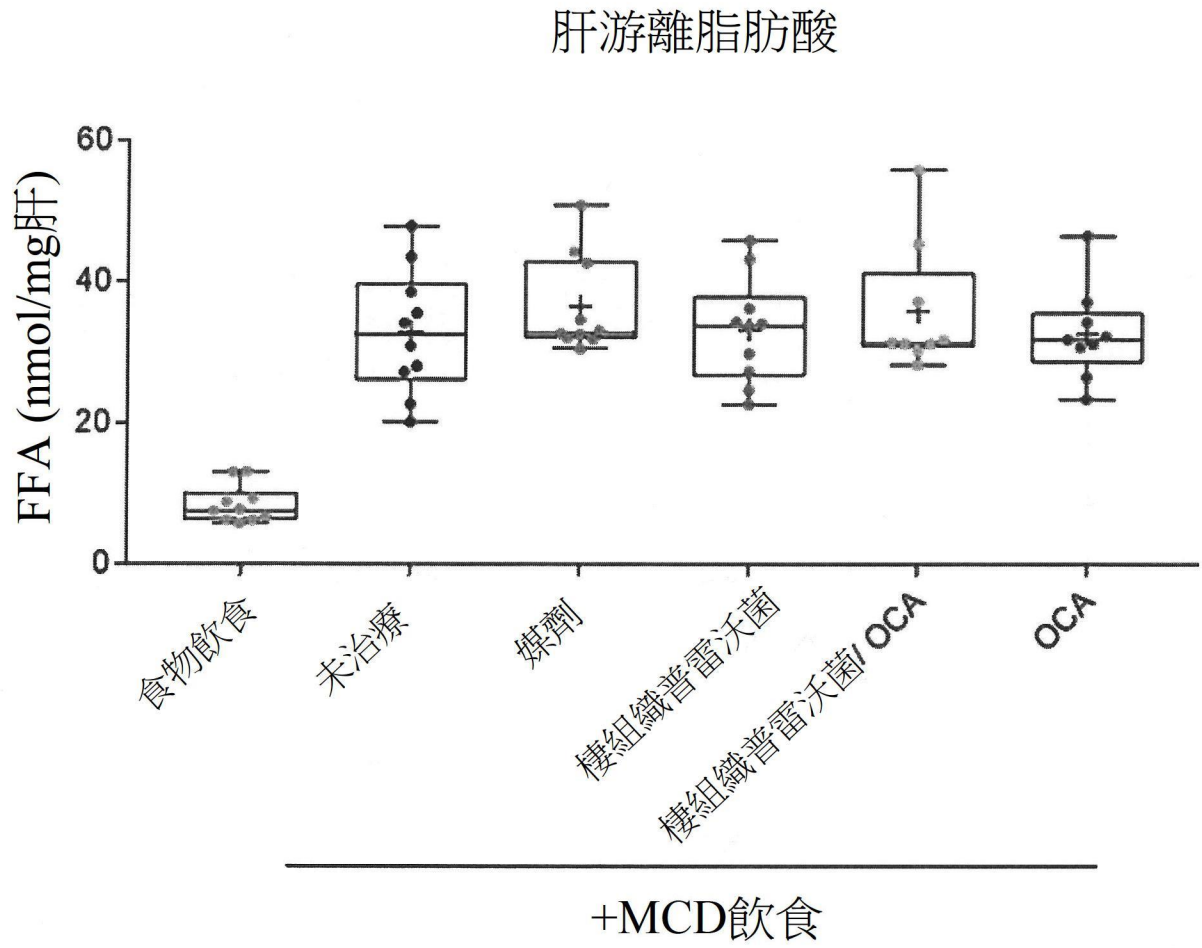 肝游離脂肪酸
FFA (nmol/mg肝)
60
40
20
0
食物飲食
未治療
媒劑
棲組織普雷沃菌
棲組織普雷沃菌/ OCA
OCA
+MCD飲食